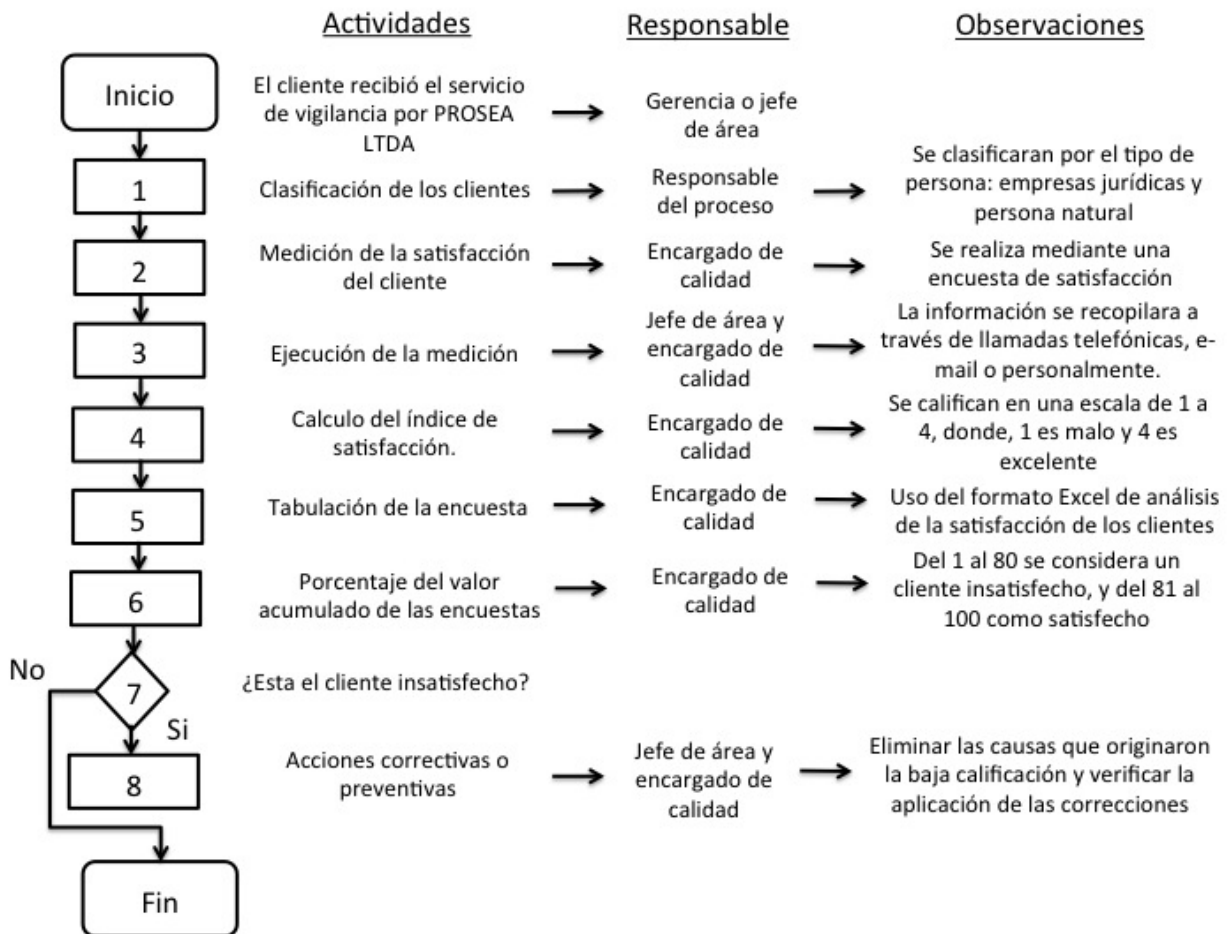 Actividades
Responsable
Observaciones
Inicio
El cliente recibió el servicio
de vigilancia por PROSEA
LTDA
Gerencia o jefe
de área
1
Clasificación de los clientes
Responsable
del proceso
Se clasificaran por el tipo de
persona: empresas jurídicas y
persona natural
2
Medición de la satisfacción
del cliente
Encargado de
calidad
Se realiza mediante una
encuesta de satisfacción
3
Ejecución de la medición
Jefe de área y
encargado de
calidad
La información se recopilara a
través de llamadas telefónicas, e-
mail o personalmente.
4
Calculo del índice de
satisfacción.
Encargado de
calidad
Se califican en una escala de 1 a
4, donde, 1 es malo y 4 es
excelente
5
Tabulación de la encuesta
Encargado de
calidad
Uso del formato Excel de análisis
de la satisfacción de los clientes
6
Porcentaje del valor
acumulado de las encuestas
Encargado de
calidad
Del 1 al 80 se considera un
cliente insatisfecho, y del 81 al
100 como satisfecho
No
7
¿Esta el cliente insatisfecho?
Si
8
Acciones correctivas o
preventivas
Jefe de área y
encargado de
calidad
Eliminar las causas que originaron
la baja calificación y verificar la
aplicación de las correcciones
Fin